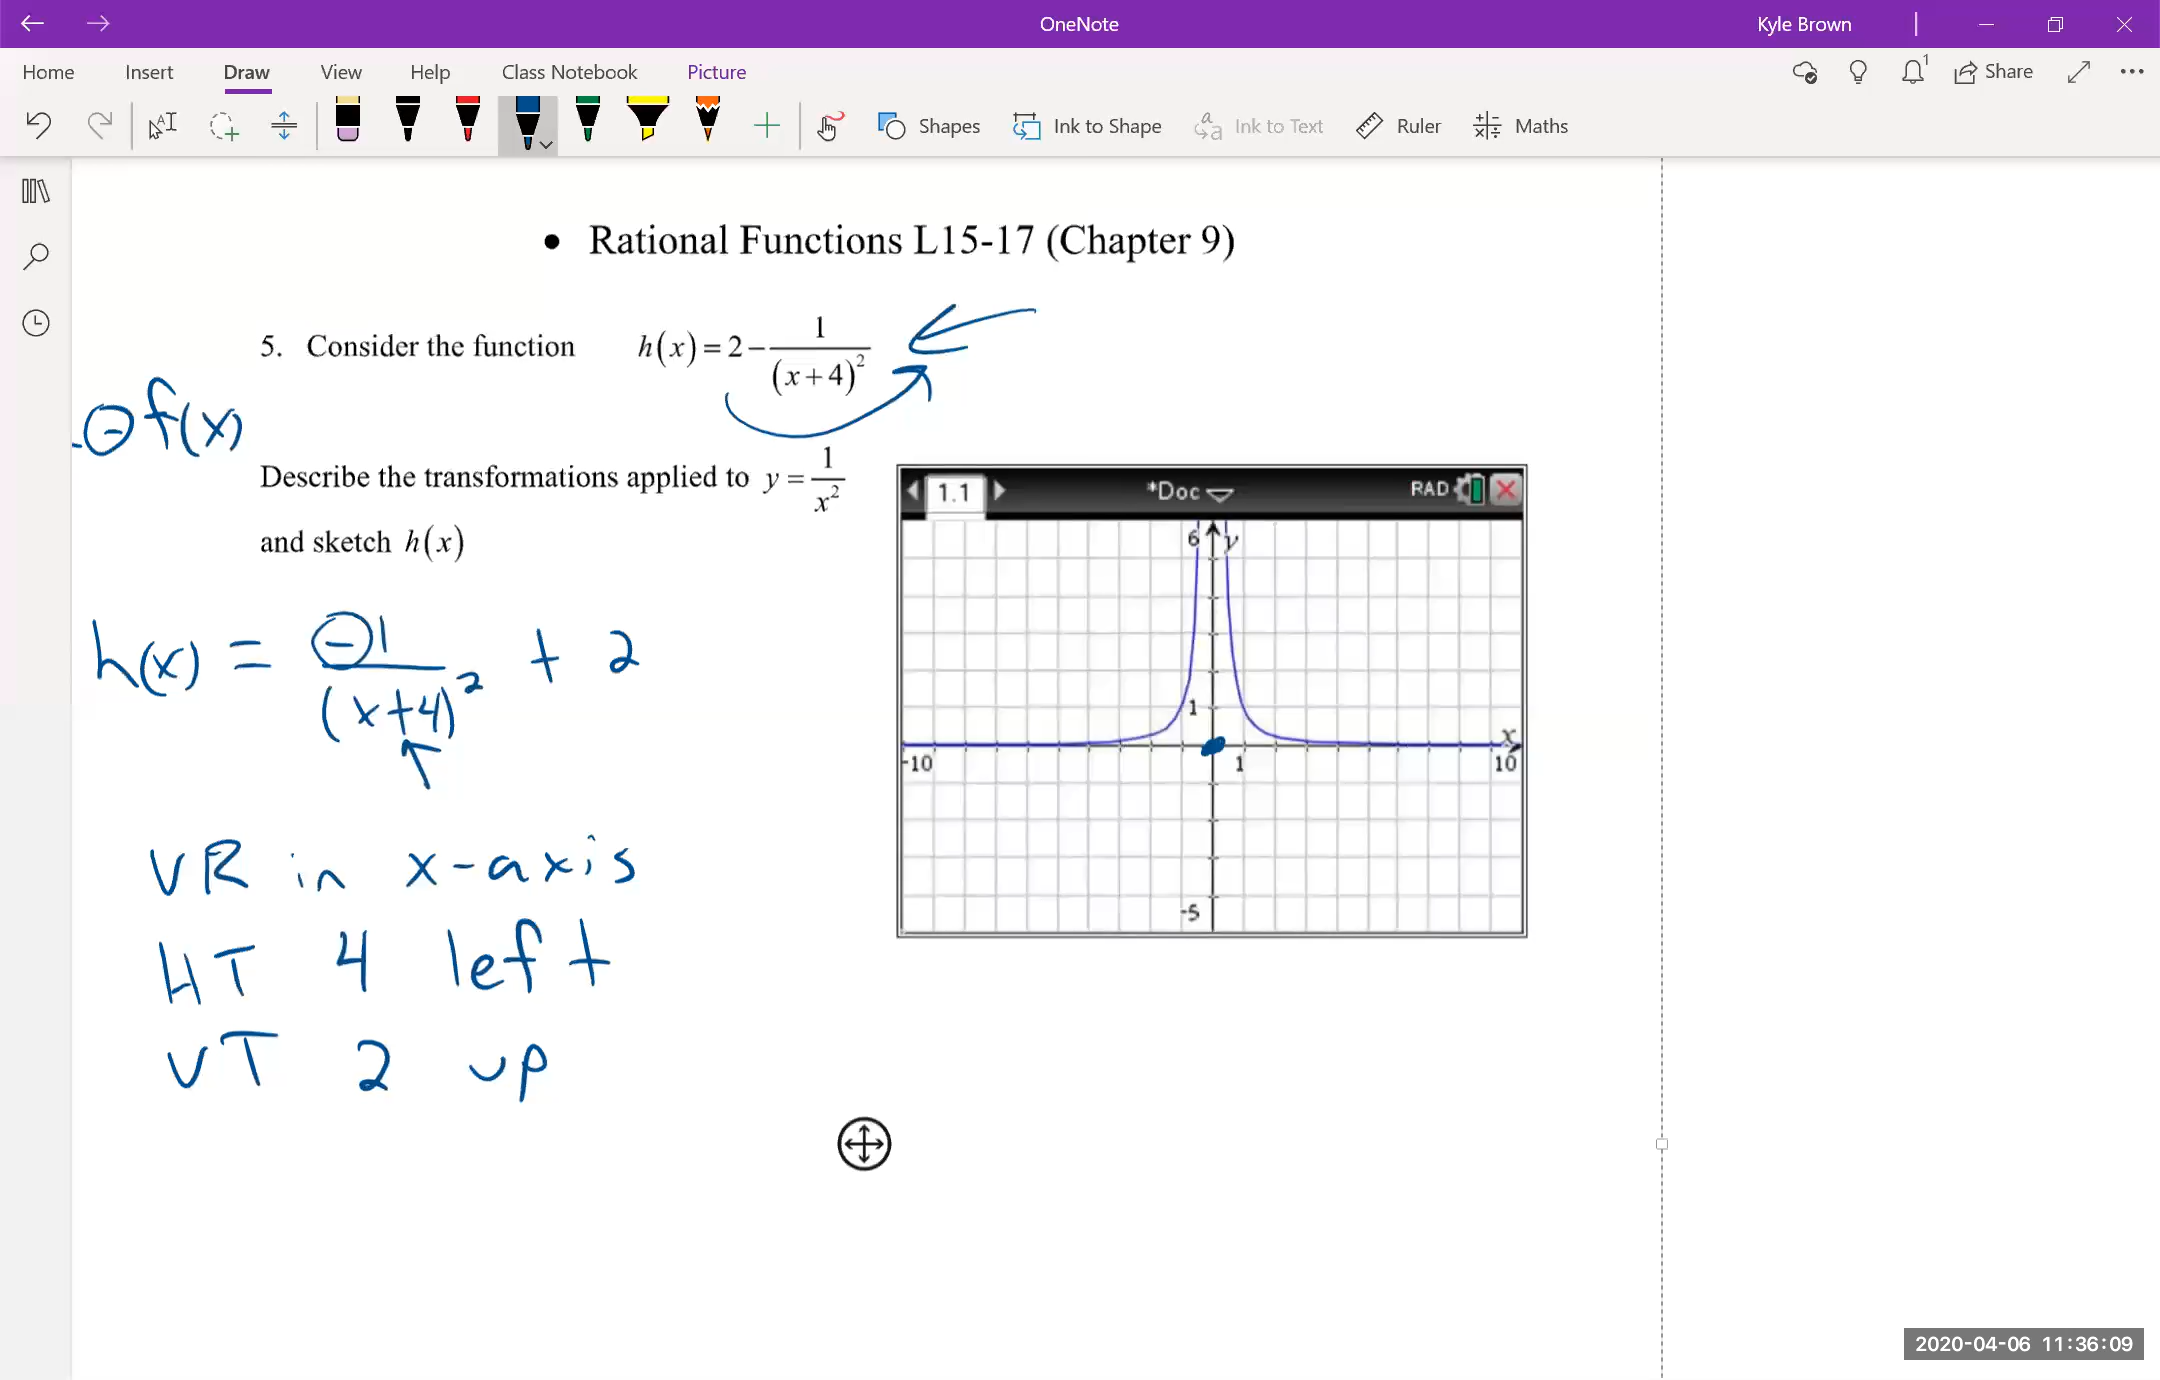 OneNote
Kyle Brown
Home Insert Draw View Help Class Notebook Picture
1
Share
Shapes Ink to Shape Ink to Text Ruler Maths
• Rational Functions L15-17 (Chapter 9)
5. Consider the function h(x) = 2 - 1/(x+4)²
-f(x)
Describe the transformations applied to y = 1/x²
and sketch h(x)
1.1 *Doc RAD
6 y
1
x
-10 1 10
-5
h(x) = -1/(x+4)² + 2
VR in x-axis
HT 4 left
VT 2 up
2020-04-06 11:36:09